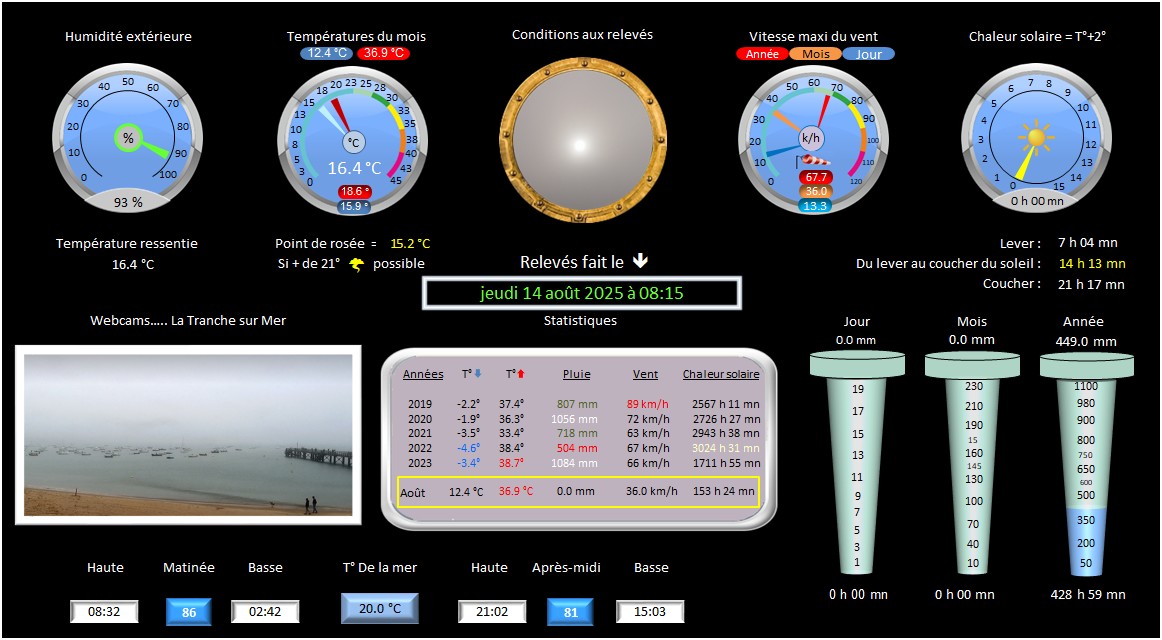 Humidité extérieure
Températures du mois
Conditions aux relevés
Vitesse maxi du vent
Chaleur solaire = T°+2°
12.4 °C 36.9 °C
Année Mois Jour
0 10 20 30 40 50 60 70 80 90 100
%
93 %
0 3 5 8 10 13 15 18 20 23 25 28 30 33 35 38 40 43 45
°C
16.4 °C
18.6 °
15.9 °
0 10 20 30 40 50 60 70 80 90 100 110 120
k/h
67.7
36.0
13.3
0 1 2 3 4 5 6 7 8 9 10 11 12 13 14 15
0 h 00 mn
Température ressentie
16.4 °C
Point de rosée = 15.2 °C
Si + de 21° possible
Relevés fait le
jeudi 14 août 2025 à 08:15
Lever : 7 h 04 mn
Du lever au coucher du soleil : 14 h 13 mn
Coucher : 21 h 17 mn
Webcams..... La Tranche sur Mer
Statistiques
Années T° T° Pluie Vent Chaleur solaire
2019 -2.2° 37.4° 807 mm 89 km/h 2567 h 11 mn
2020 -1.9° 36.3° 1056 mm 72 km/h 2726 h 27 mn
2021 -3.5° 33.4° 718 mm 63 km/h 2943 h 38 mn
2022 -4.6° 38.4° 504 mm 67 km/h 3024 h 31 mn
2023 -3.4° 38.7° 1084 mm 66 km/h 1711 h 55 mn
Août 12.4 °C 36.9 °C 0.0 mm 36.0 km/h 153 h 24 mn
Jour
0.0 mm
19
17
15
13
11
9
7
5
3
1
0 h 00 mn
Mois
0.0 mm
230
210
190
15
160
145
130
100
70
40
10
0 h 00 mn
Année
449.0 mm
1100
980
900
800
750
650
600
500
350
200
50
428 h 59 mn
Haute Matinée Basse
08:32 86 02:42
T° De la mer
20.0 °C
Haute Après-midi Basse
21:02 81 15:03